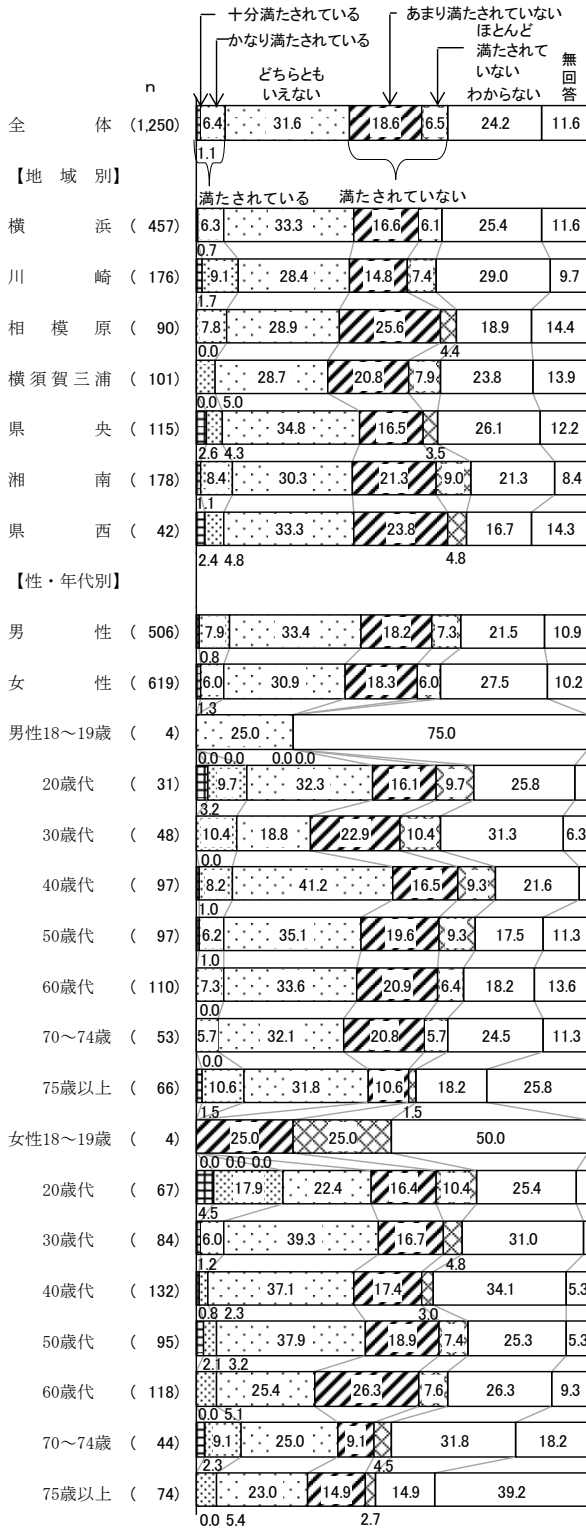 十分満たされている
かなり満たされている
あまり満たされていない
ほとんど
満たされて
いない
どちらとも
いえない
わからない
無回答
n
全体 (1,250) 6.4 31.6 18.6 6.5 24.2 11.6
1.1
【地域別】
満たされている 満たされていない
横浜 ( 457) 6.3 33.3 16.6 6.1 25.4 11.6
0.7
川崎 ( 176) 9.1 28.4 14.8 7.4 29.0 9.7
1.7
相模原 ( 90) 7.8 28.9 25.6 18.9 14.4
0.0 4.4
横須賀三浦 ( 101) 28.7 20.8 7.9 23.8 13.9
0.0 5.0
県央 ( 115) 34.8 16.5 26.1 12.2
2.6 4.3 3.5
湘南 ( 178) 8.4 30.3 21.3 9.0 21.3 8.4
1.1
県西 ( 42) 33.3 23.8 16.7 14.3
2.4 4.8 4.8
【性・年代別】
男性 ( 506) 7.9 33.4 18.2 7.3 21.5 10.9
0.8
女性 ( 619) 6.0 30.9 18.3 6.0 27.5 10.2
1.3
男性18～19歳 ( 4) 25.0 75.0
0.0 0.0 0.0 0.0
20歳代 ( 31) 9.7 32.3 16.1 9.7 25.8
3.2
30歳代 ( 48) 10.4 18.8 22.9 10.4 31.3 6.3
0.0
40歳代 ( 97) 8.2 41.2 16.5 9.3 21.6
1.0
50歳代 ( 97) 6.2 35.1 19.6 9.3 17.5 11.3
1.0
60歳代 ( 110) 7.3 33.6 20.9 6.4 18.2 13.6
0.0
70～74歳 ( 53) 5.7 32.1 20.8 5.7 24.5 11.3
0.0
75歳以上 ( 66) 10.6 31.8 10.6 18.2 25.8
1.5 1.5
女性18～19歳 ( 4) 25.0 25.0 50.0
0.0 0.0 0.0
20歳代 ( 67) 17.9 22.4 16.4 10.4 25.4
4.5
30歳代 ( 84) 6.0 39.3 16.7 31.0
1.2 4.8
40歳代 ( 132) 37.1 17.4 34.1 5.3
0.8 2.3 3.0
50歳代 ( 95) 37.9 18.9 7.4 25.3 5.3
2.1 3.2
60歳代 ( 118) 25.4 26.3 7.6 26.3 9.3
0.0 5.1
70～74歳 ( 44) 9.1 25.0 9.1 31.8 18.2
2.3 4.5
75歳以上 ( 74) 23.0 14.9 14.9 39.2
0.0 5.4 2.7